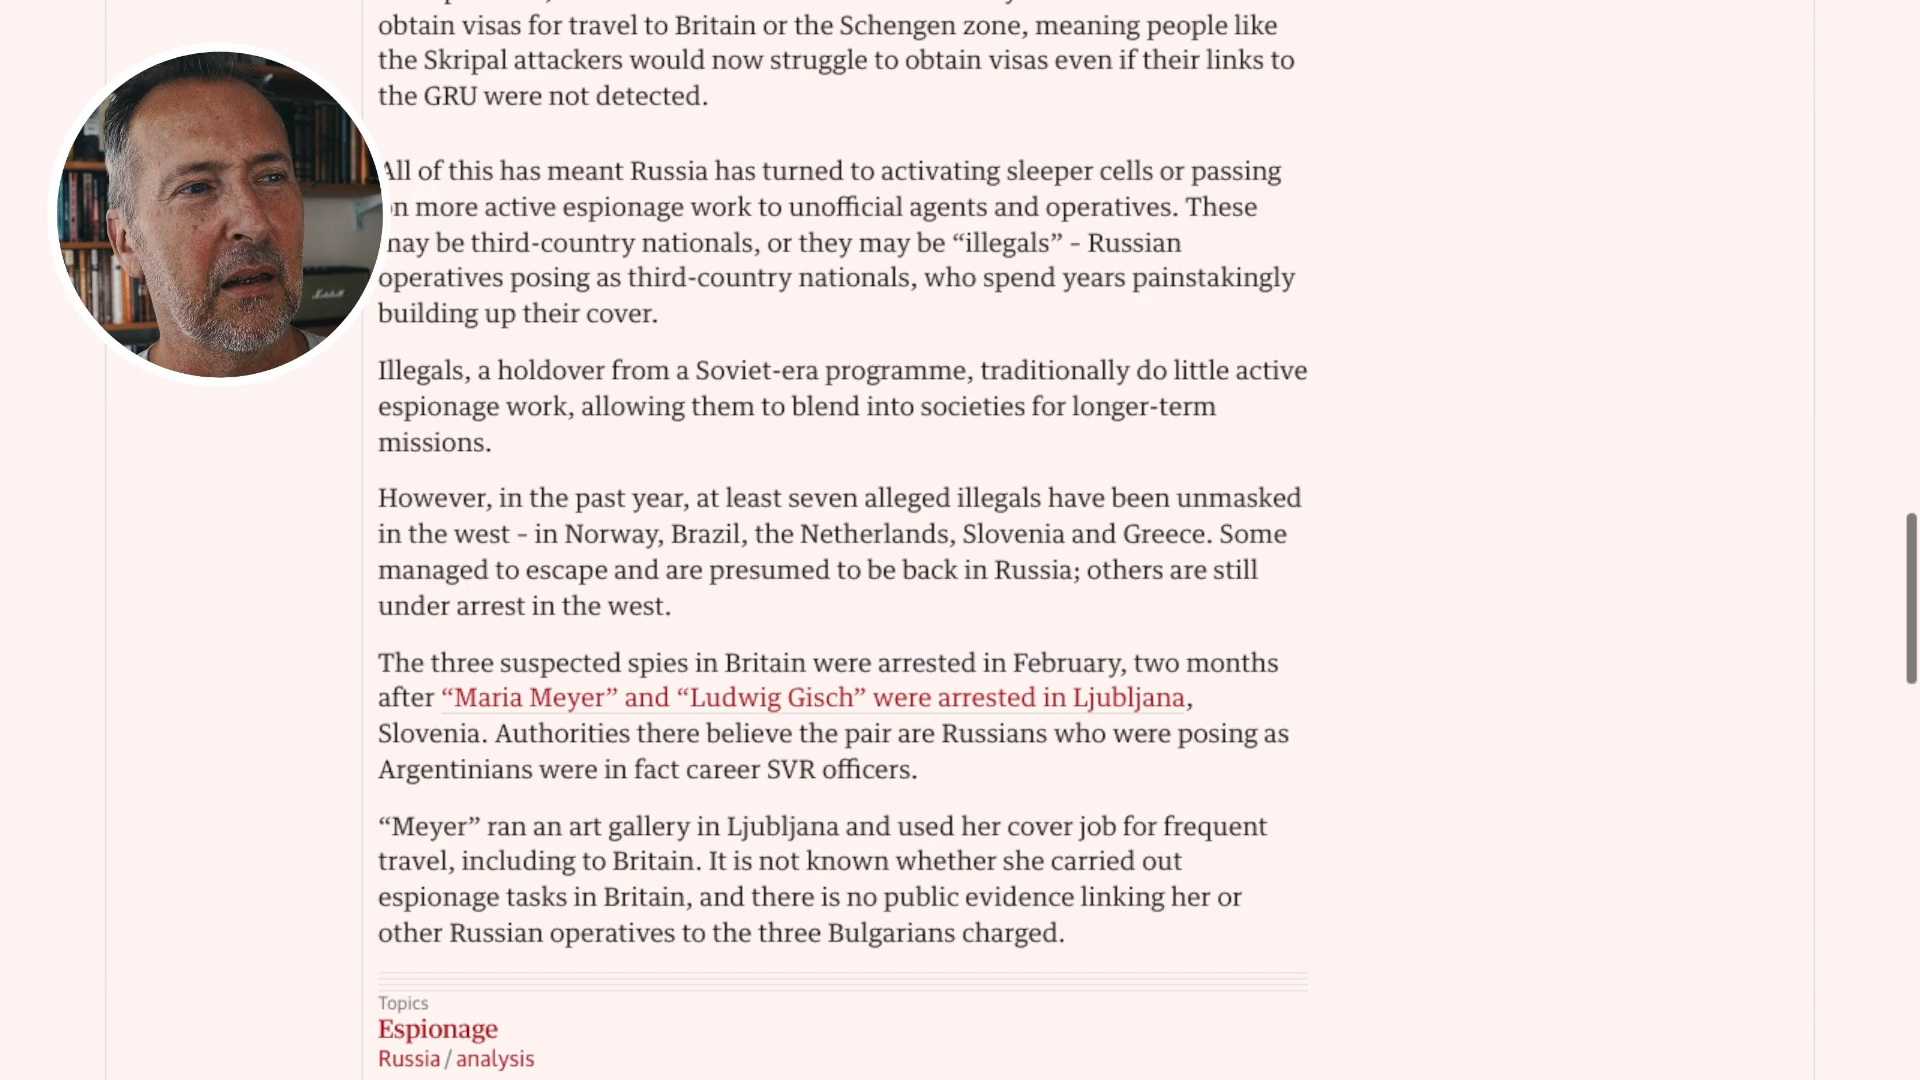 obtain visas for travel to Britain or the Schengen zone, meaning people like
the Skripal attackers would now struggle to obtain visas even if their links to
the GRU were not detected.
All of this has meant Russia has turned to activating sleeper cells or passing
on more active espionage work to unofficial agents and operatives. These
may be third-country nationals, or they may be “illegals” - Russian
operatives posing as third-country nationals, who spend years painstakingly
building up their cover.
Illegals, a holdover from a Soviet-era programme, traditionally do little active
espionage work, allowing them to blend into societies for longer-term
missions.
However, in the past year, at least seven alleged illegals have been unmasked
in the west - in Norway, Brazil, the Netherlands, Slovenia and Greece. Some
managed to escape and are presumed to be back in Russia; others are still
under arrest in the west.
The three suspected spies in Britain were arrested in February, two months
after “Maria Meyer” and “Ludwig Gisch” were arrested in Ljubljana,
Slovenia. Authorities there believe the pair are Russians who were posing as
Argentinians were in fact career SVR officers.
“Meyer” ran an art gallery in Ljubljana and used her cover job for frequent
travel, including to Britain. It is not known whether she carried out
espionage tasks in Britain, and there is no public evidence linking her or
other Russian operatives to the three Bulgarians charged.
Topics
Espionage
Russia / analysis
Marshall